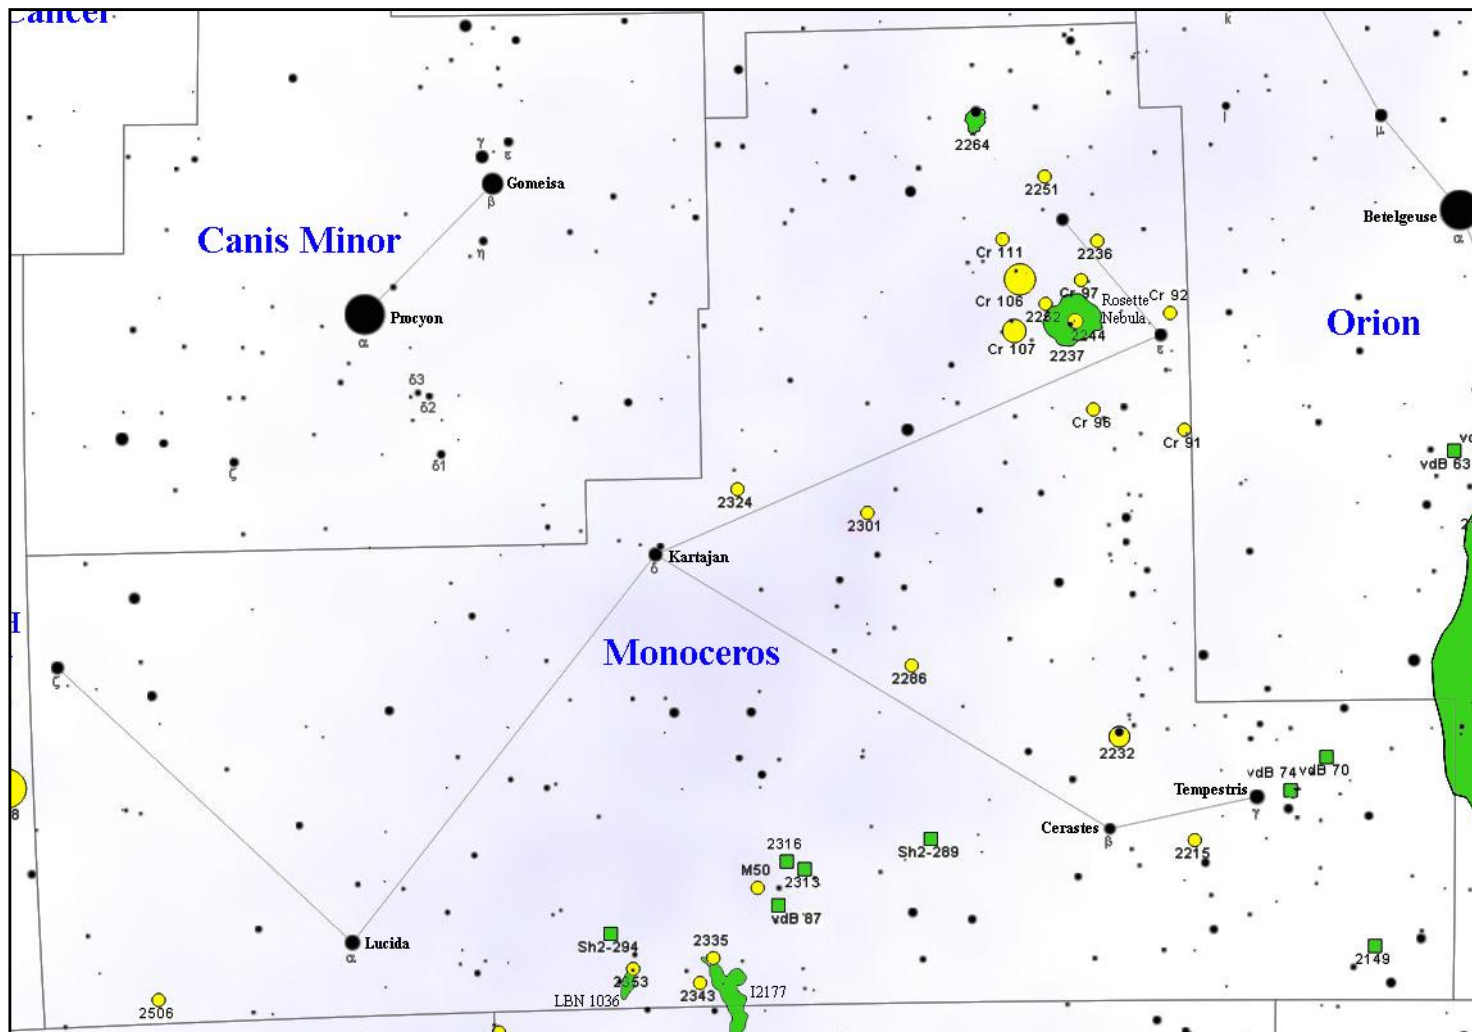 Cancer
k
μ
l
2264
γ
ε
Gomeisa
β
2251
Betelgeuse
α
Canis Minor
η
Cr 111
2236
Cr 97
Cr 106
Rosette
Nebula
Cr 92
2252
2244
Orion
Procyon
α
Cr 107
2237
ε
δ3
δ2
Cr 96
Cr 91
δ1
ζ
vdB 63
2324
2301
Kartajan
δ
H
Monoceros
ζ
2286
2232
vdB 74
vdB 70
Tempestris
γ
8
Cerastes
β
2316
Sh2-289
2215
M50
2313
vdB 87
Lucida
α
Sh2-294
2335
2149
2353
2343
I2177
LBN 1036
2506